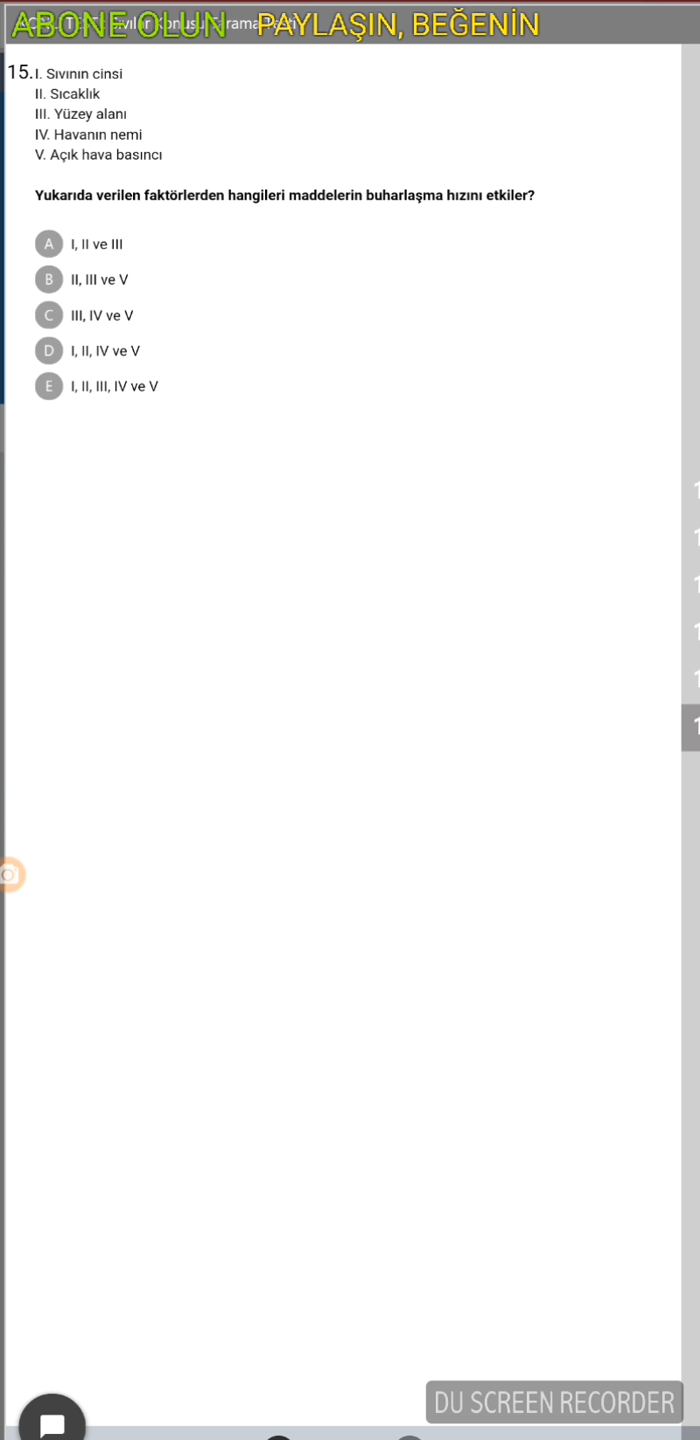 ABONE OLUN PAYLAŞIN, BEĞENİN
15. I. Sıvının cinsi
II. Sıcaklık
III. Yüzey alanı
IV. Havanın nemi
V. Açık hava basıncı
Yukarıda verilen faktörlerden hangileri maddelerin buharlaşma hızını etkiler?
A I, II ve III
B II, III ve V
C III, IV ve V
D I, II, IV ve V
E I, II, III, IV ve V
DU SCREEN RECORDER